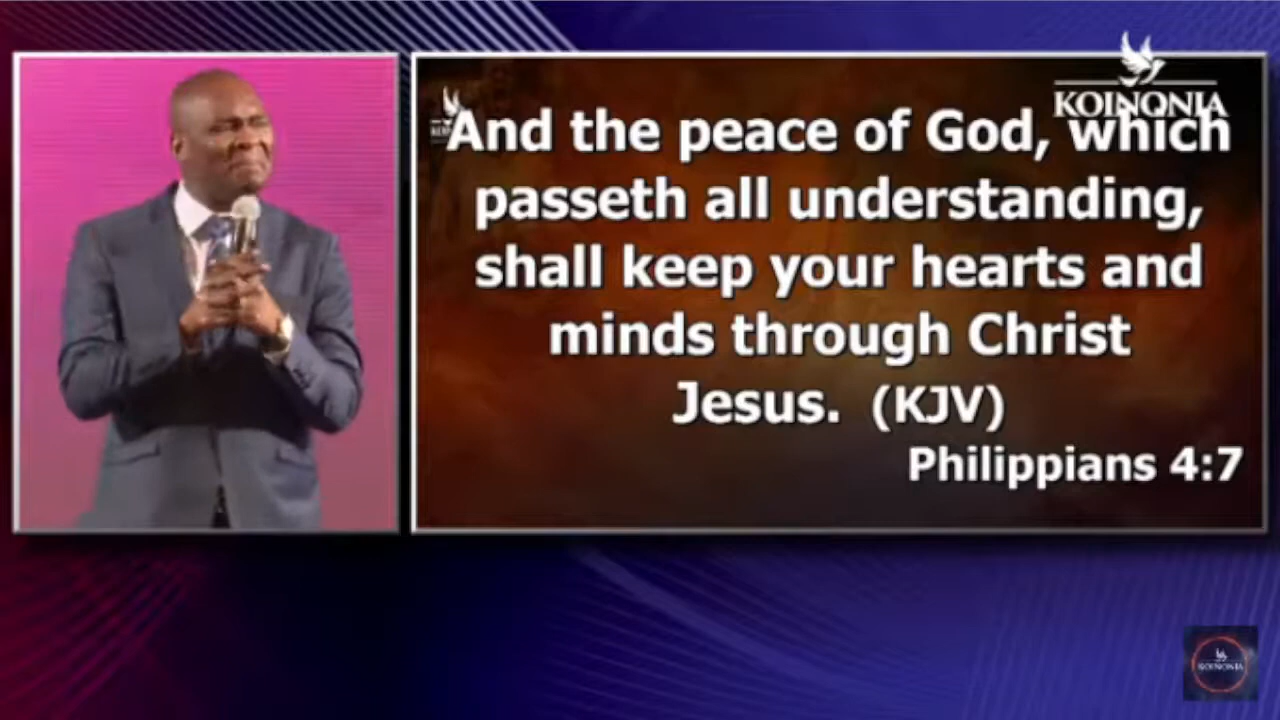 KOINONIA
And the peace of God, which
passeth all understanding,
shall keep your hearts and
minds through Christ
Jesus. (KJV)
Philippians 4:7
KOINONIA